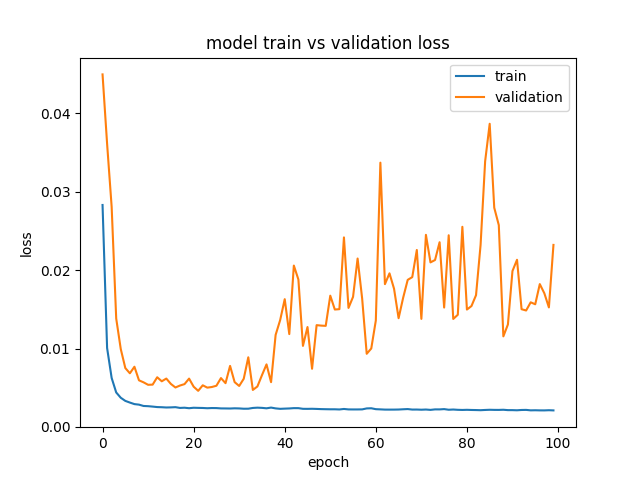 model train vs validation loss
train
validation
0.04
0.03
0.02
0.01
0.00
loss
0 20 40 60 80 100
epoch